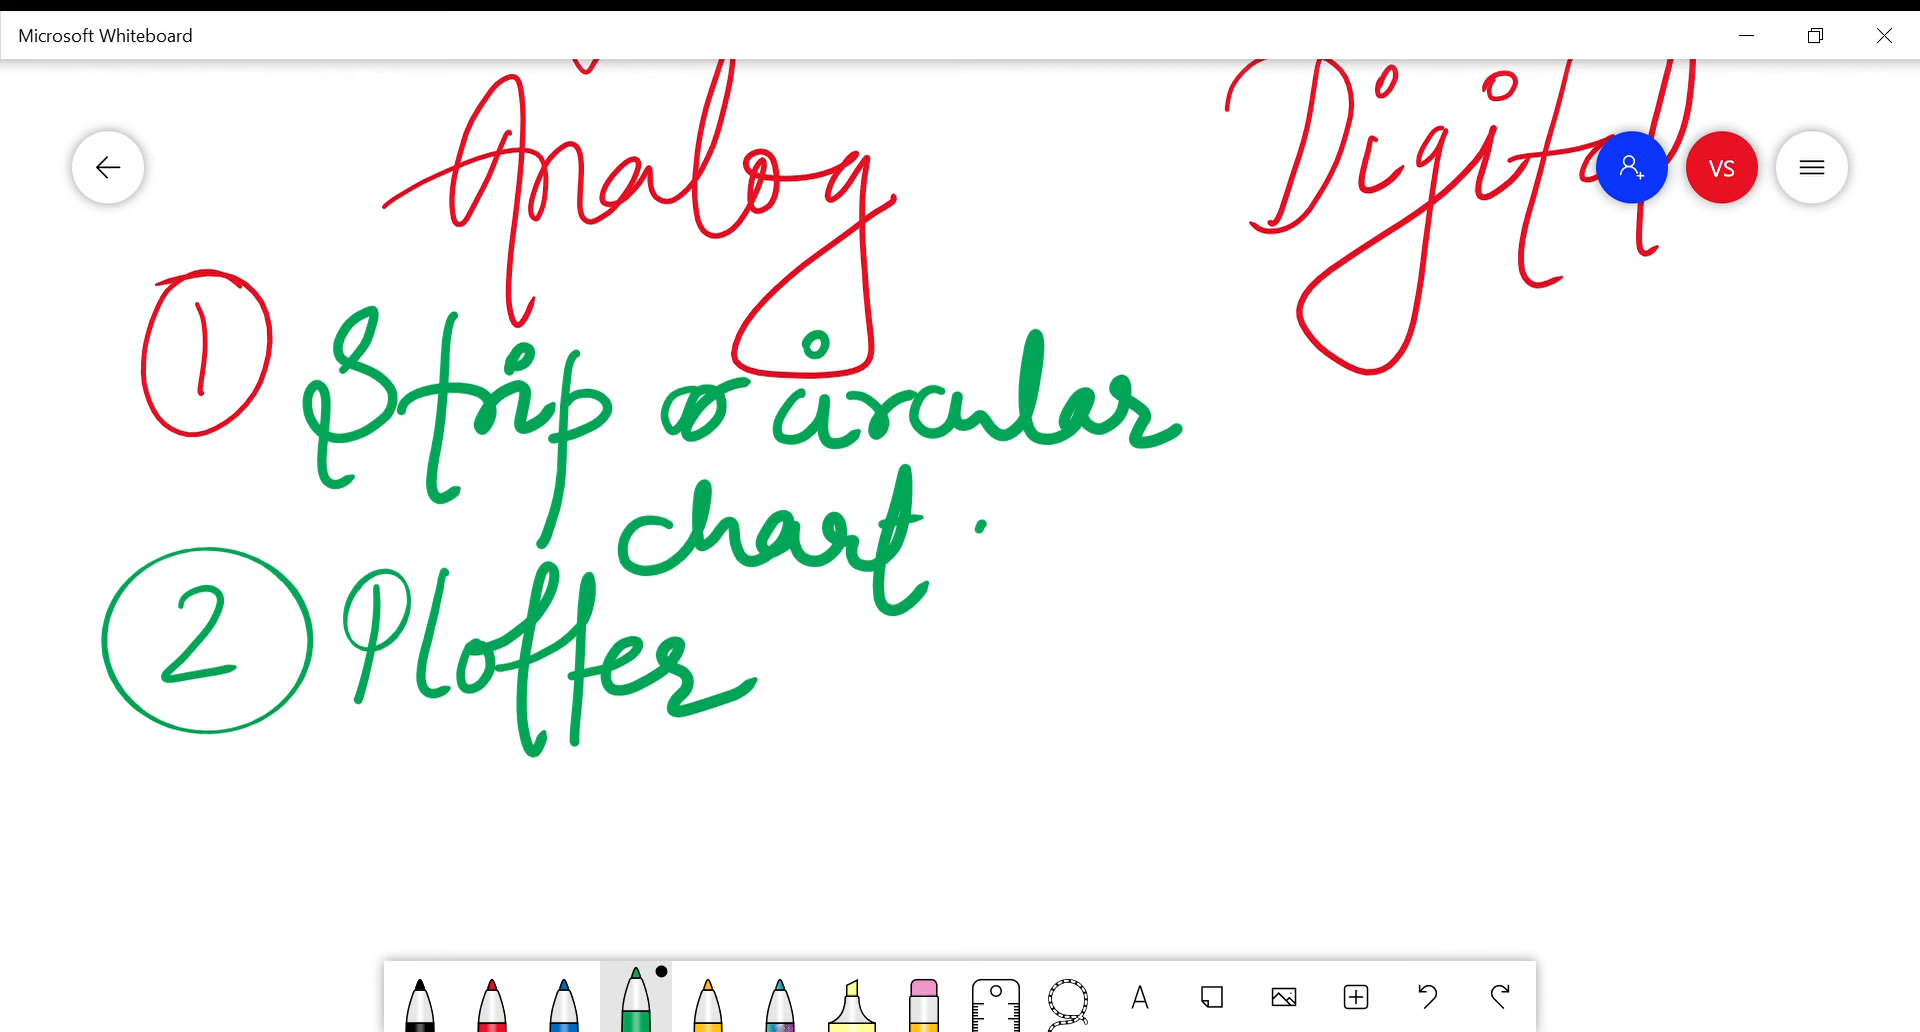 Microsoft Whiteboard
Analog Digital
VS
1 Strip or circular
chart .
2 Plotter
A